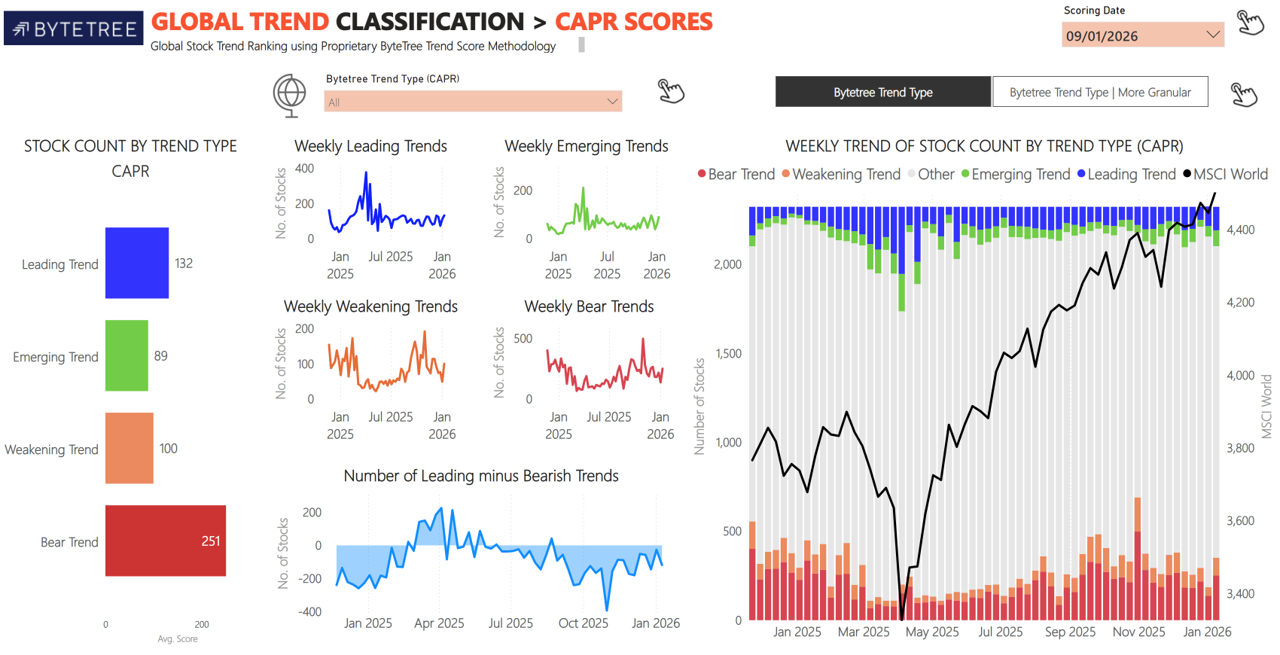 BYTETREE
GLOBAL TREND CLASSIFICATION > CAPR SCORES
Global Stock Trend Ranking using Proprietary ByteTree Trend Score Methodology
Scoring Date
09/01/2026
Bytetree Trend Type (CAPR)
All
Bytetree Trend Type
Bytetree Trend Type | More Granular
STOCK COUNT BY TREND TYPE
CAPR
Leading Trend
132
Emerging Trend
89
Weakening Trend
100
Bear Trend
251
0
200
Avg. Score
Weekly Leading Trends
No. of Stocks
400
200
0
Jan
2025
Jul 2025
Jan
2026
Weekly Emerging Trends
No. of Stocks
200
0
Jan
2025
Jul
2025
Jan
2026
Weekly Weakening Trends
No. of Stocks
200
100
0
Jan
2025
Jul 2025
Jan
2026
Weekly Bear Trends
No. of Stocks
500
0
Jan
2025
Jul 2025
Jan
2026
Number of Leading minus Bearish Trends
No. of Stocks
200
0
-200
-400
Jan 2025
Apr 2025
Jul 2025
Oct 2025
Jan 2026
WEEKLY TREND OF STOCK COUNT BY TREND TYPE (CAPR)
Bear Trend
Weakening Trend
Other
Emerging Trend
Leading Trend
MSCI World
Number of Stocks
2,000
1,500
1,000
500
0
Jan 2025
Mar 2025
May 2025
Jul 2025
Sep 2025
Nov 2025
Jan 2026
4,400
4,200
4,000
3,800
3,600
3,400
MSCI World